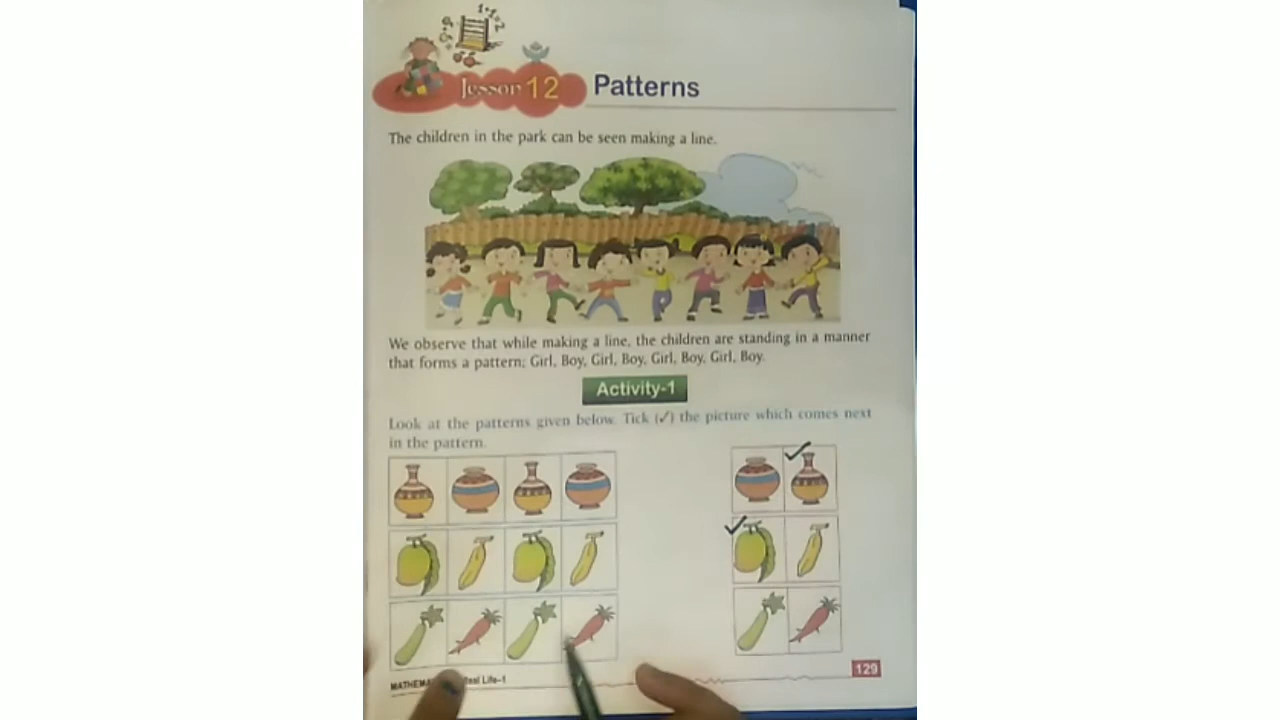 1+1=2
Lesson 12 Patterns
The children in the park can be seen making a line.
We observe that while making a line, the children are standing in a manner
that forms a pattern; Girl, Boy, Girl, Boy, Girl, Boy, Girl, Boy.
Activity-1
Look at the patterns given below. Tick (✓) the picture which comes next
in the pattern.
129
Real Life-1